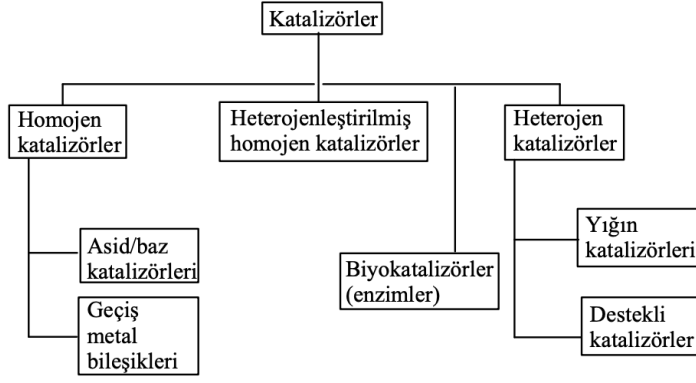 Katalizörler
Homojen
katalizörler
Heterojenleştirilmiş
homojen katalizörler
Heterojen
katalizörler
Asid/baz
katalizörleri
Geçiş
metal
bileşikleri
Biyokatalizörler
(enzimler)
Yığın
katalizörleri
Destekli
katalizörler